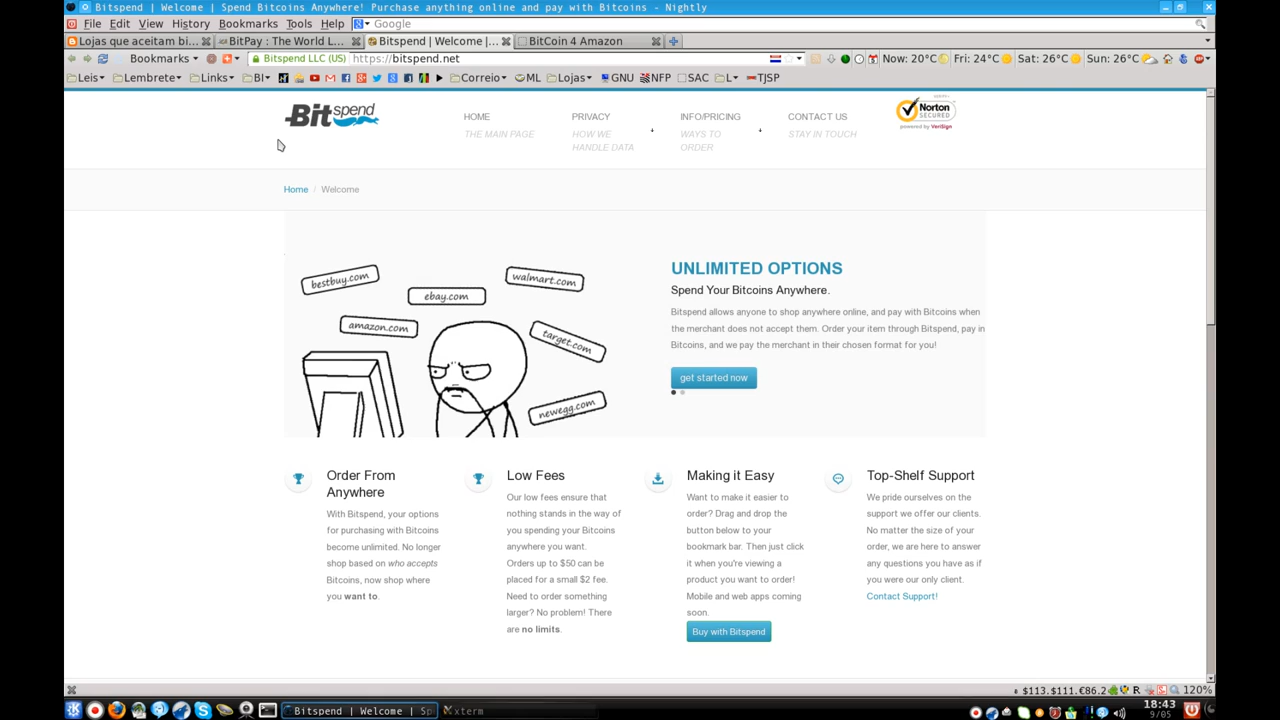 Bitspend | Welcome | Spend Bitcoins Anywhere! Purchase anything online and pay with Bitcoins - Nightly
File Edit View History Bookmarks Tools Help Google
Lojas que aceitam bi... BitPay : The World L... Bitspend | Welcome |... BitCoin 4 Amazon
Bookmarks Bitspend LLC (US) https://bitspend.net Now: 20°C Fri: 24°C Sat: 26°C Sun: 26°C
Leis Lembrete Links BI Correio ML Lojas GNU NFP SAC L TJSP
Bitspend
HOME PRIVACY INFO/PRICING CONTACT US
THE MAIN PAGE HOW WE WAYS TO STAY IN TOUCH
HANDLE DATA ORDER
Norton
SECURED
powered by VeriSign
Home / Welcome
bestbuy.com
ebay.com
walmart.com
amazon.com
target.com
newegg.com
UNLIMITED OPTIONS
Spend Your Bitcoins Anywhere.
Bitspend allows anyone to shop anywhere online, and pay with Bitcoins when
the merchant does not accept them. Order your item through Bitspend, pay in
Bitcoins, and we pay the merchant in their chosen format for you!
get started now
Order From
Anywhere
With Bitspend, your options
for purchasing with Bitcoins
become unlimited. No longer
shop based on who accepts
Bitcoins, now shop where
you want to.
Low Fees
Our low fees ensure that
nothing stands in the way of
you spending your Bitcoins
anywhere you want.
Orders up to $50 can be
placed for a small $2 fee.
Need to order something
larger? No problem! There
are no limits.
Making it Easy
Want to make it easier to
order? Drag and drop the
button below to your
bookmark bar. Then just click
it when you're viewing a
product you want to order!
Mobile and web apps coming
soon.
Buy with Bitspend
Top-Shelf Support
We pride ourselves on the
support we offer our clients.
No matter the size of your
order, we are here to answer
any questions you have as if
you were our only client.
Contact Support!
$113.$111.€86.2 R 120%
Bitspend | Welcome | Sp xterm 18:43
9/05